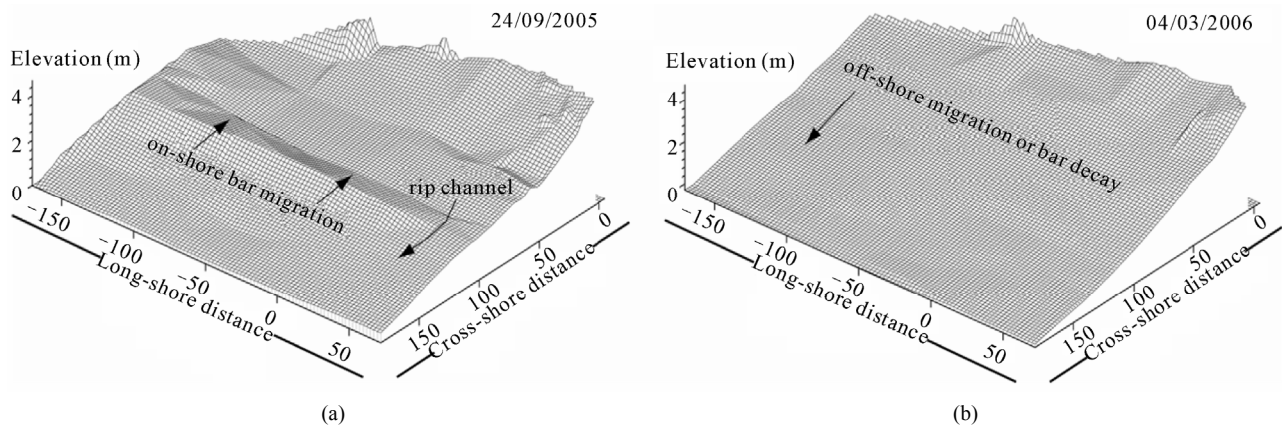 24/09/2005
Elevation (m)
4
2
0
on-shore bar migration
rip channel
−150
−100
−50
0
50
Long-shore distance
150
100
50
0
Cross-shore distance
(a)
04/03/2006
Elevation (m)
4
2
0
off-shore migration or bar decay
−150
−100
−50
0
50
Long-shore distance
150
100
50
0
Cross-shore distance
(b)